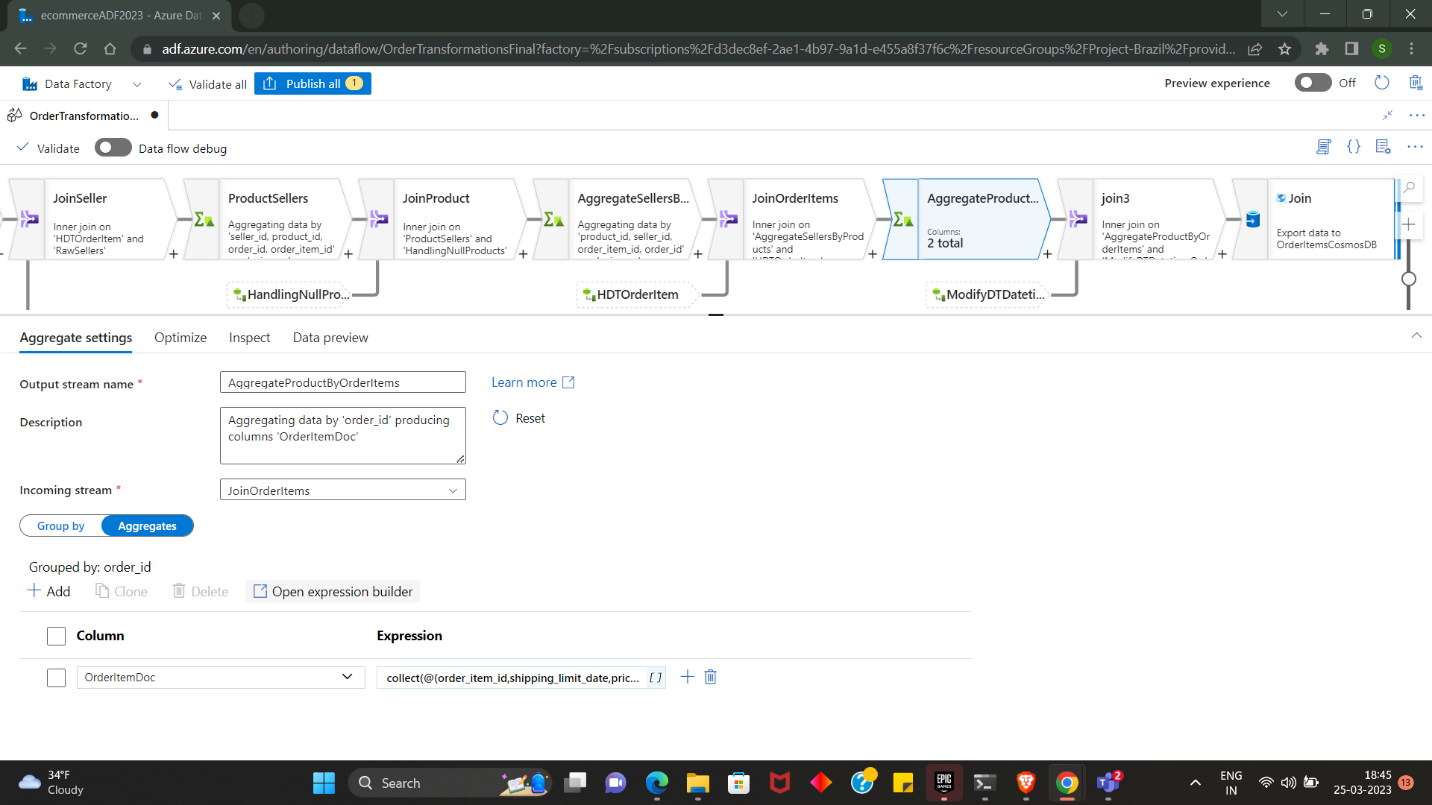 ecommerceADF2023 - Azure Dat
adf.azure.com/en/authoring/dataflow/OrderTransformationsFinal?factory=%2Fsubscriptions%2Fd3dec8ef-2ae1-4b97-9a1d-e455a8f37f6c%2FresourceGroups%2FProject-Brazil%2Fprovid...
S
Data Factory
Validate all
Publish all 1
Preview experience
Off
OrderTransformatio...
Validate
Data flow debug
JoinSeller
Inner join on
'HDTOrderItem' and
'RawSellers'
ProductSellers
Aggregating data by
'seller_id, product_id,
order_id, order_item_id'
JoinProduct
Inner join on
'ProductSellers' and
'HandlingNullProducts'
AggregateSellersB...
Aggregating data by
'product_id, seller_id,
order_item_id, order_id'
JoinOrderItems
Inner join on
'AggregateSellersByProd
ucts' and
AggregateProduct...
Columns:
2 total
join3
Inner join on
'AggregateProductByOr
derItems' and
Join
Export data to
OrderItemsCosmosDB
HandlingNullPro...
HDTOrderItem
ModifyDTDateti...
Aggregate settings
Optimize
Inspect
Data preview
Output stream name *
AggregateProductByOrderItems
Learn more
Description
Aggregating data by 'order_id' producing
columns 'OrderItemDoc'
Reset
Incoming stream *
JoinOrderItems
Group by
Aggregates
Grouped by: order_id
Add
Clone
Delete
Open expression builder
Column
Expression
OrderItemDoc
collect(@(order_item_id,shipping_limit_date,pric...
34°F
Cloudy
Search
EPIC
GAMES
2
ENG
IN
18:45
25-03-2023
13